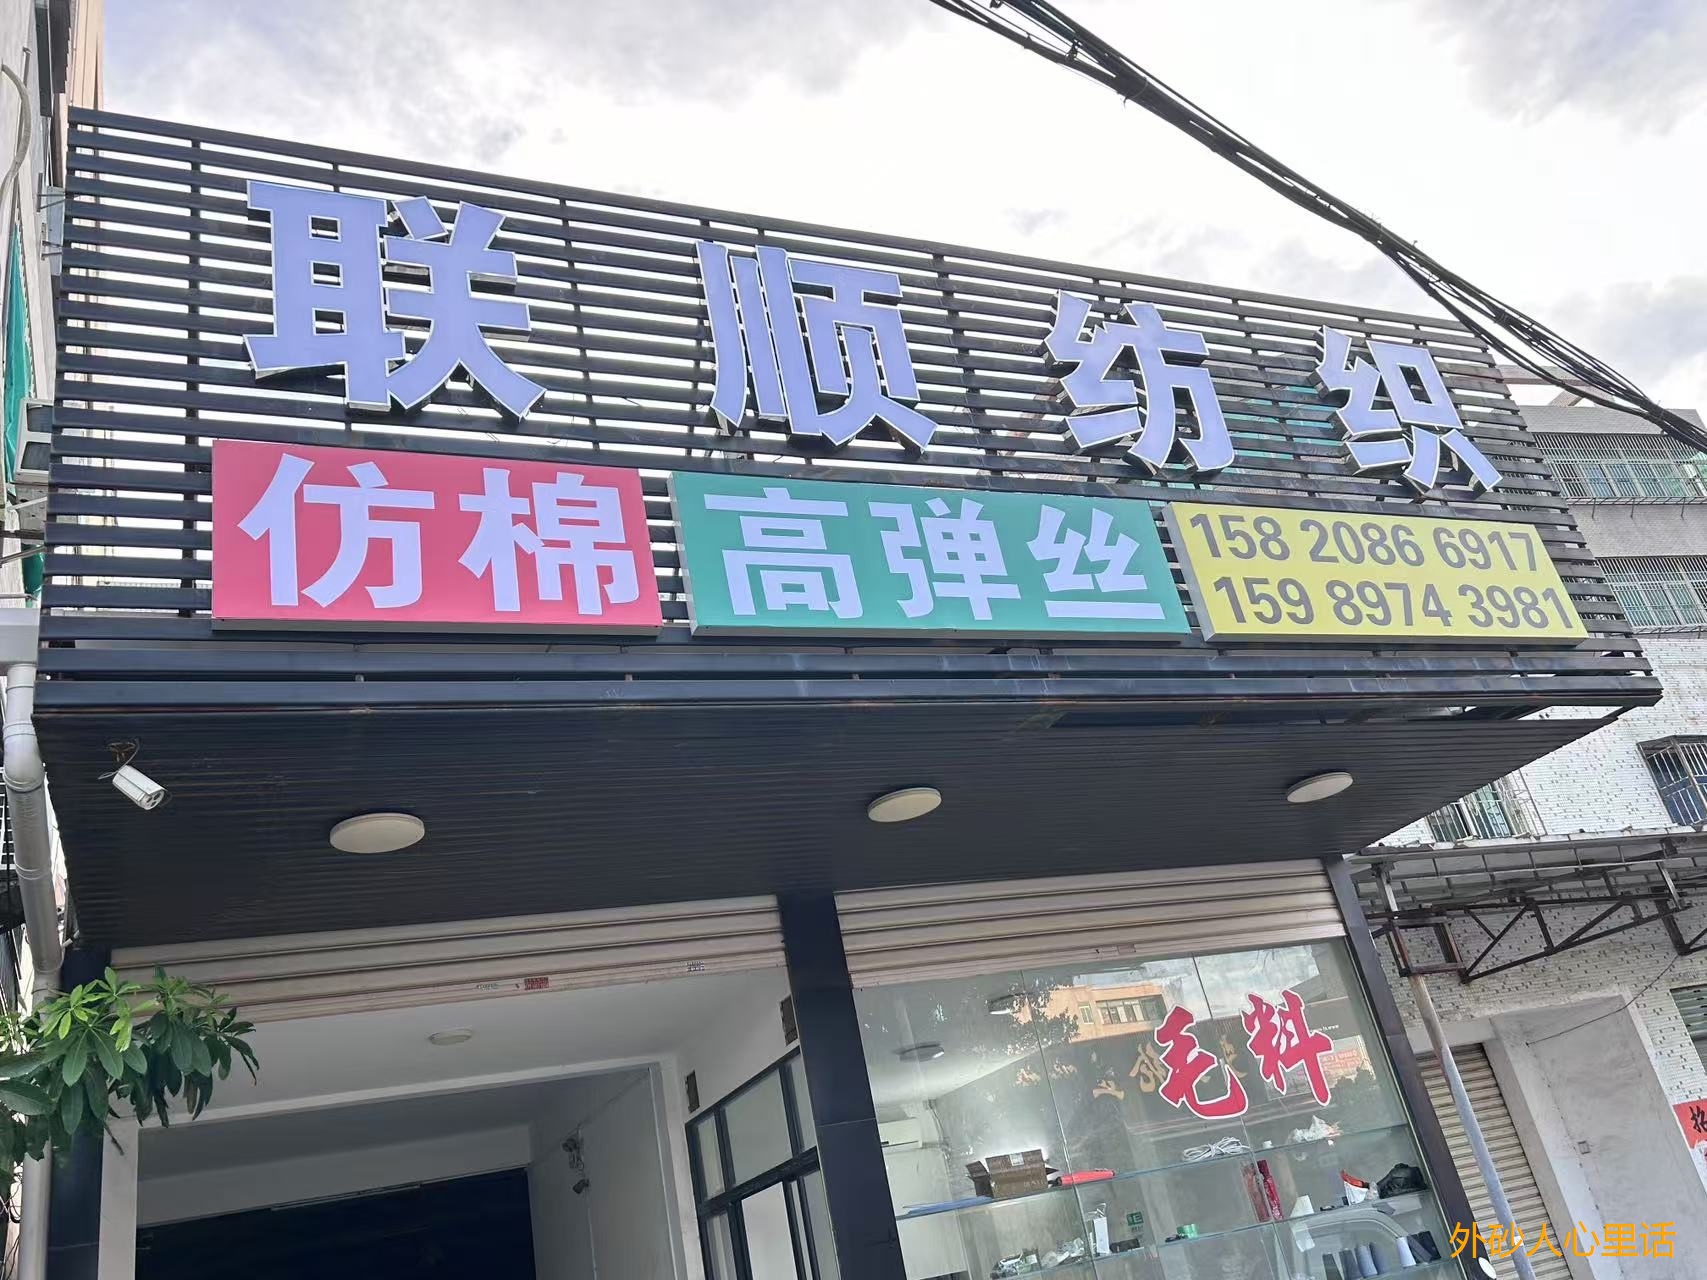 联顺纺织
仿棉
高弹丝
158 2086 6917
159 8974 3981
毛料
外砂人心里话